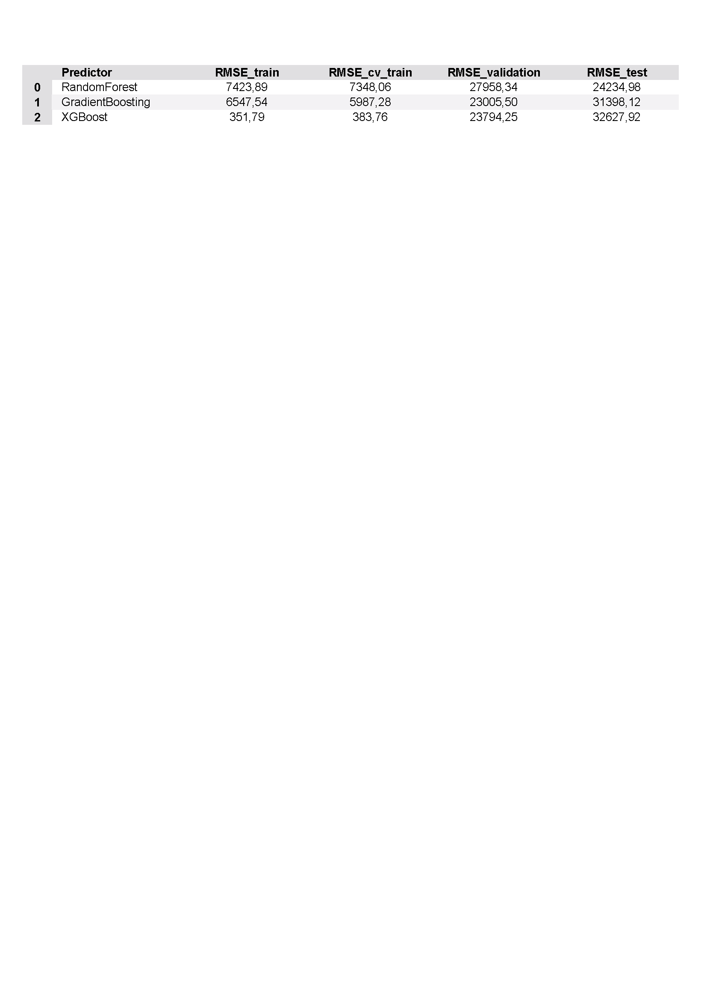 Predictor RMSE_train RMSE_cv_train RMSE_validation RMSE_test
0 RandomForest 7423,89 7348,06 27958,34 24234,98
1 GradientBoosting 6547,54 5987,28 23005,50 31398,12
2 XGBoost 351,79 383,76 23794,25 32627,92